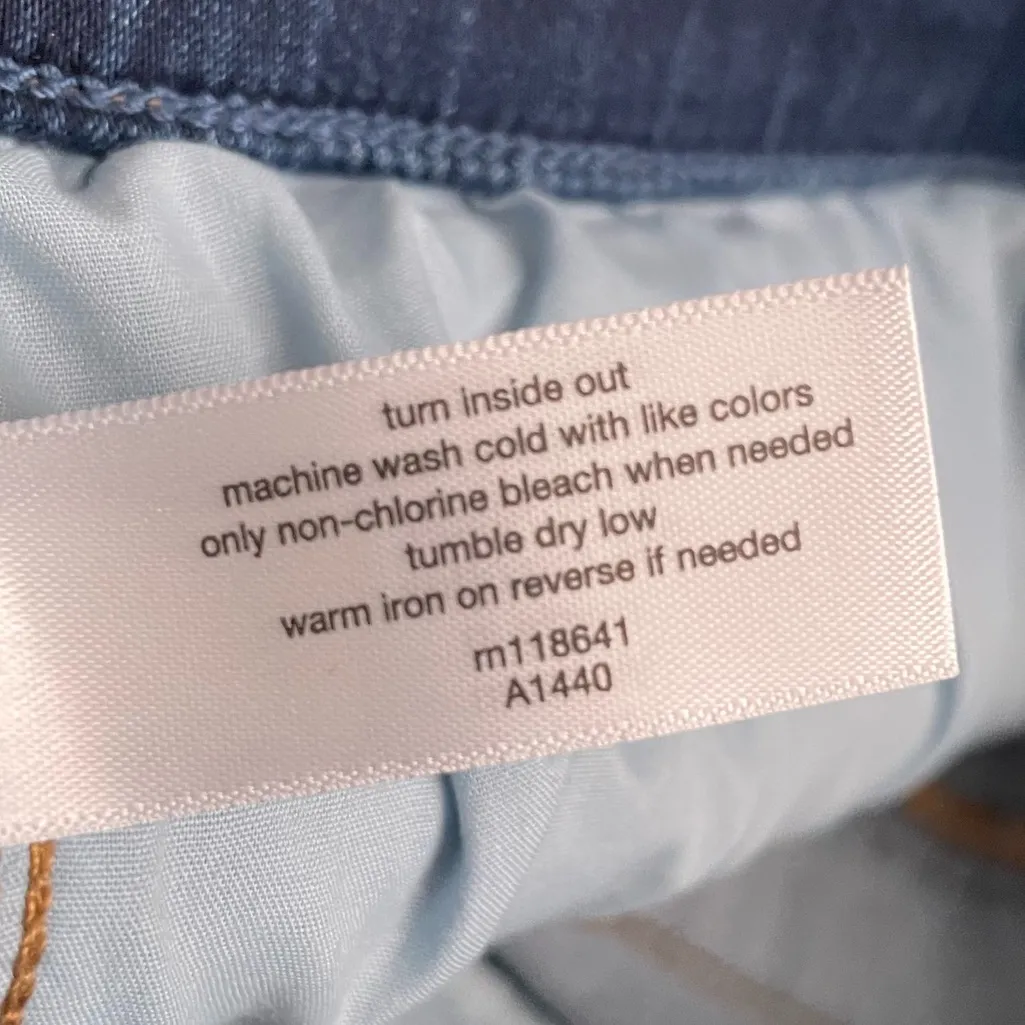 turn inside out
machine wash cold with like colors
only non-chlorine bleach when needed
tumble dry low
warm iron on reverse if needed
rn118641
A1440